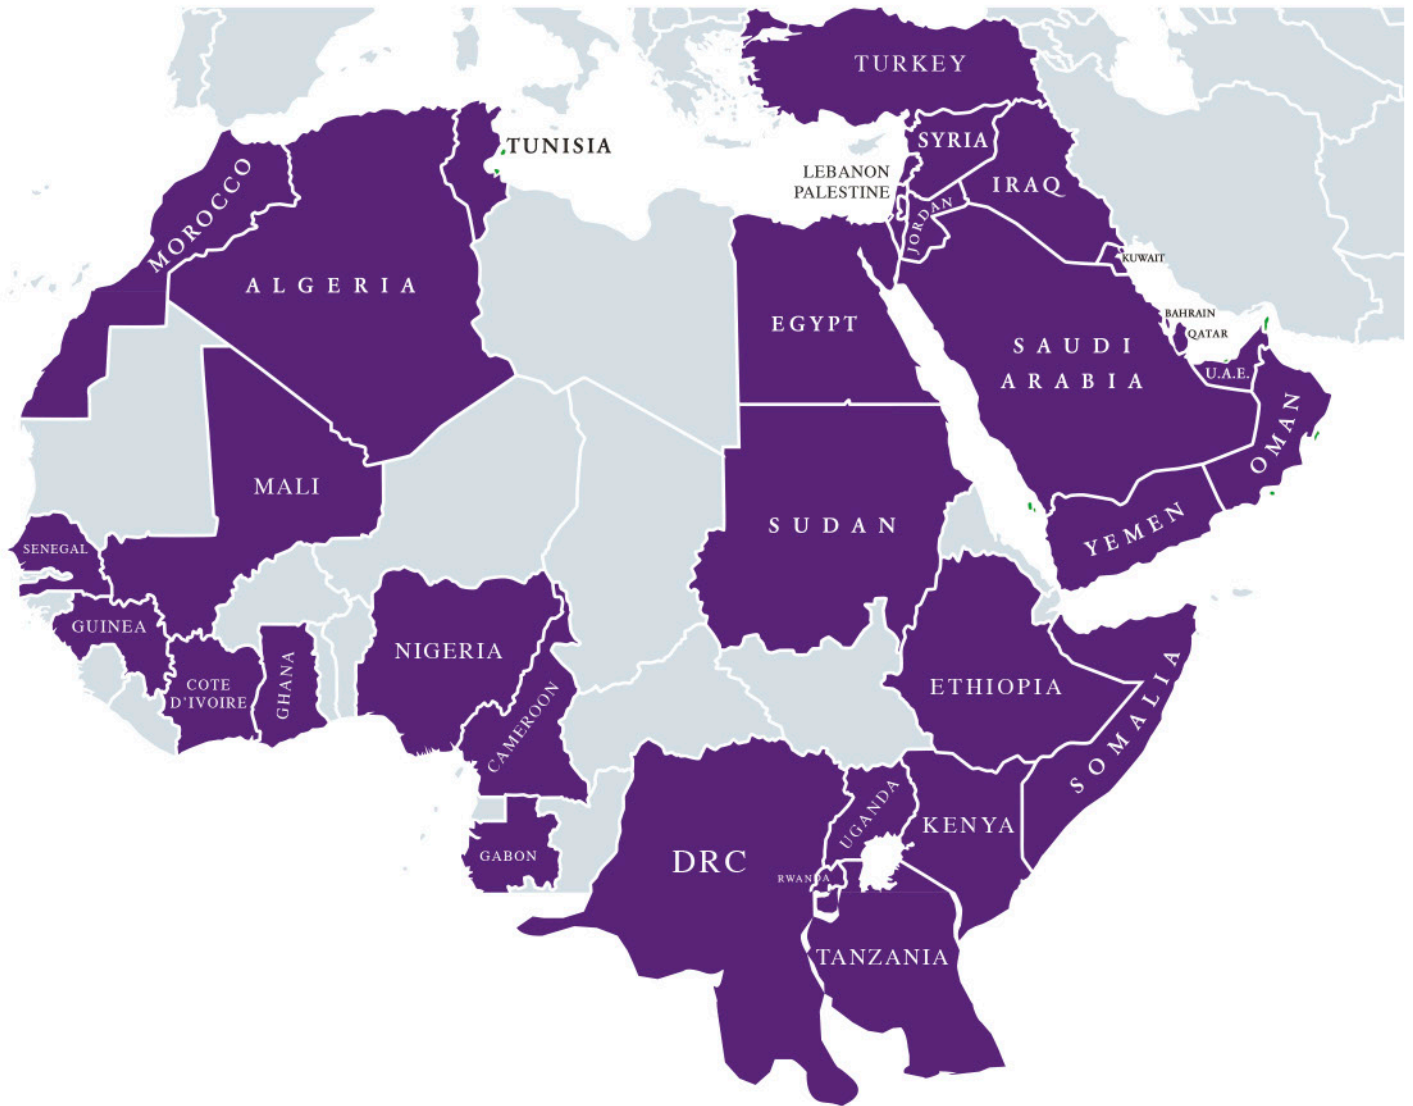 TURKEY
TUNISIA
SYRIA
LEBANON
PALESTINE
IRAQ
JORDAN
MOROCCO
KUWAIT
ALGERIA
BAHRAIN
QATAR
EGYPT
SAUDI
ARABIA
U.A.E.
OMAN
MALI
SUDAN
YEMEN
SENEGAL
GUINEA
NIGERIA
COTE
D'IVOIRE
GHANA
ETHIOPIA
SOMALIA
CAMEROON
UGANDA
KENYA
GABON
DRC
RWANDA
TANZANIA